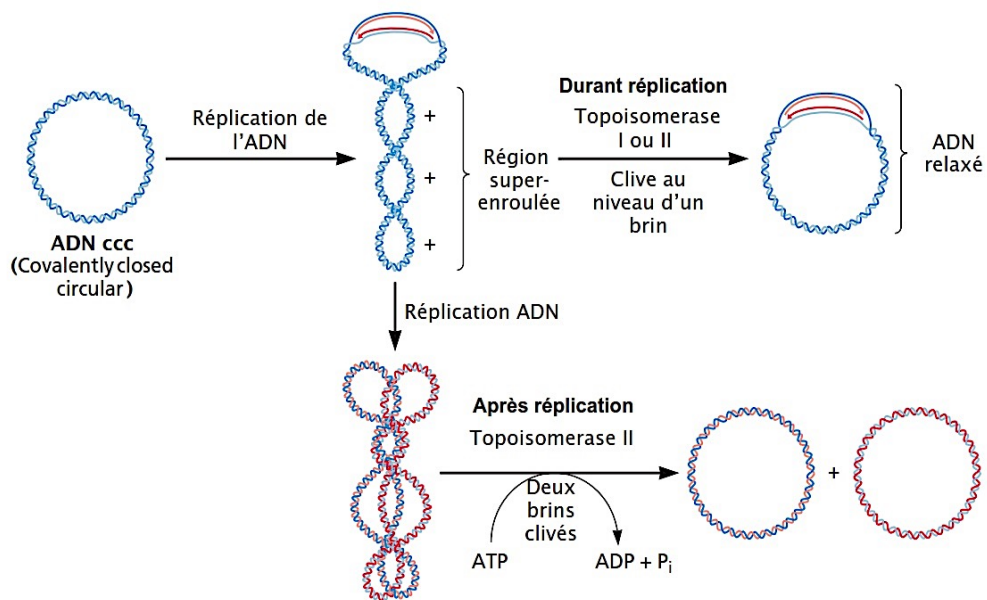 Réplication de
l'ADN
ADN ccc
(Covalently closed
circular)
+
+
+
Région
super-
enroulée
Durant réplication
Topoisomerase
I ou II
Clive au
niveau d'un
brin
ADN
relaxé
Réplication ADN
Après réplication
Topoisomerase II
Deux
brins
clivés
ATP
ADP + Pi
+